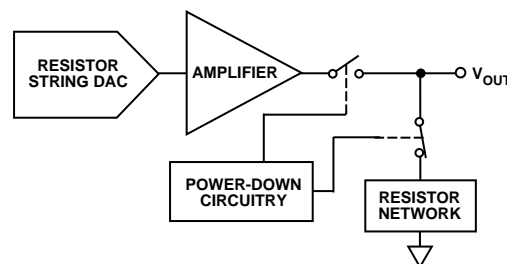 RESISTOR
STRING DAC
AMPLIFIER
VOUT
POWER-DOWN
CIRCUITRY
RESISTOR
NETWORK